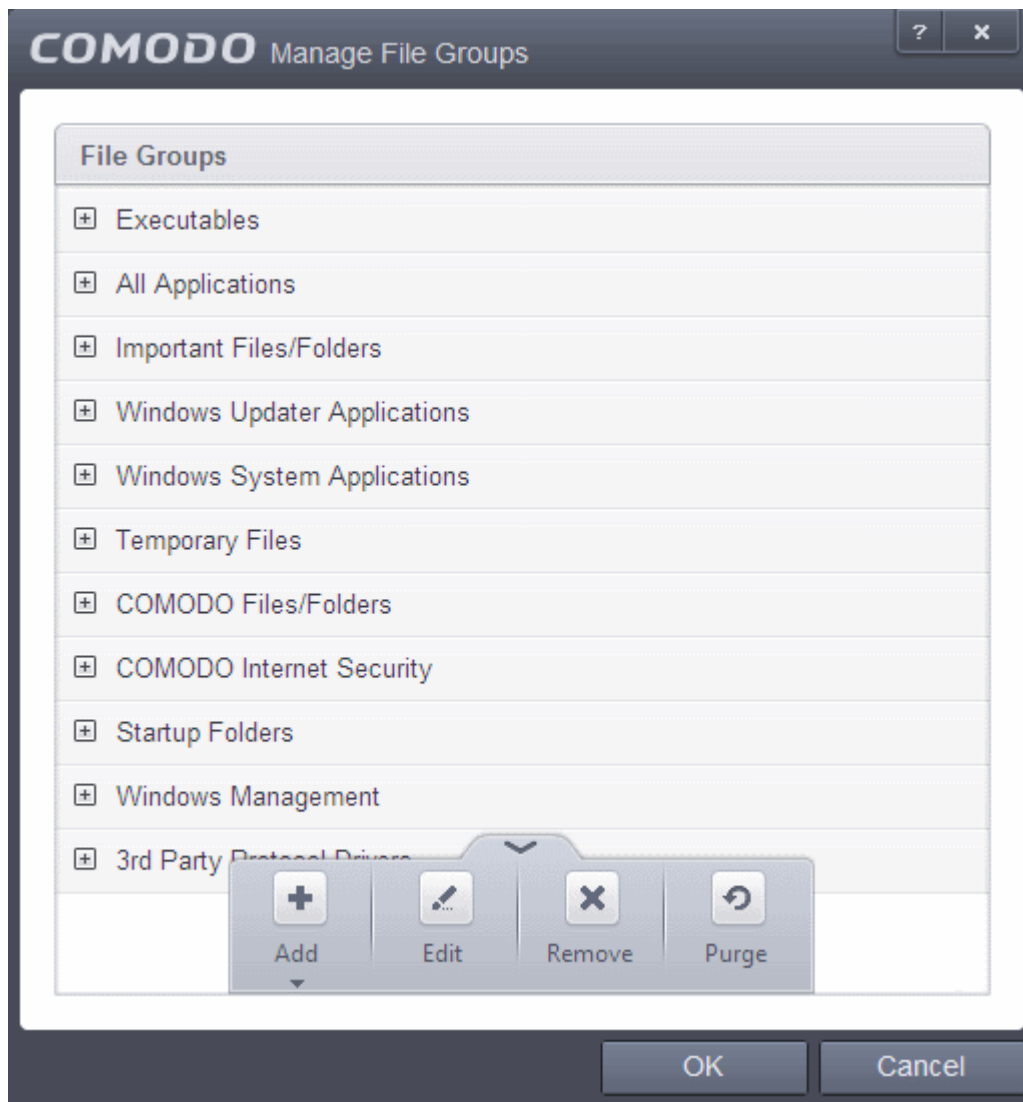 COMODO Manage File Groups
?
File Groups
Executables
All Applications
Important Files/Folders
Windows Updater Applications
Windows System Applications
Temporary Files
COMODO Files/Folders
COMODO Internet Security
Startup Folders
Windows Management
3rd Party Protocol Drivers
Add
Edit
Remove
Purge
OK
Cancel